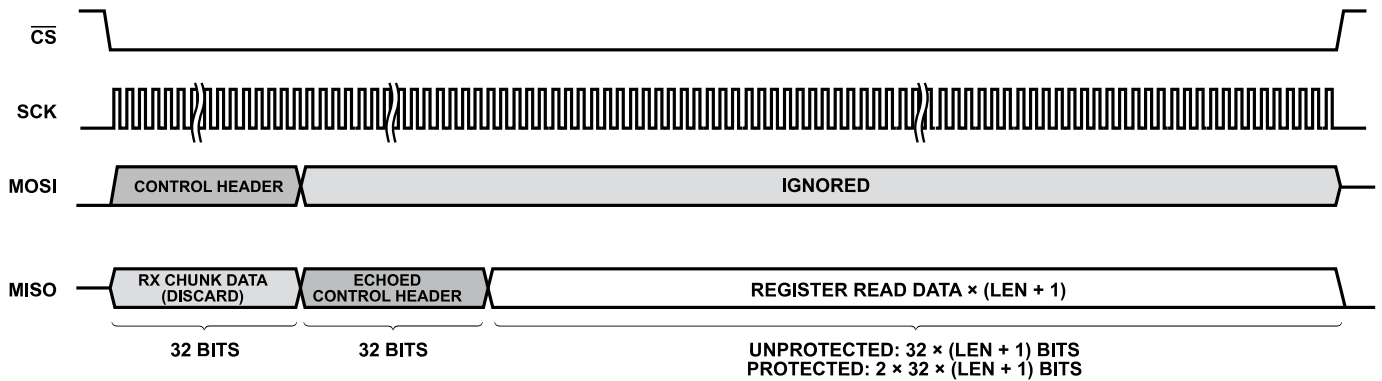 CS
SCK
MOSI
CONTROL HEADER
IGNORED
MISO
RX CHUNK DATA
(DISCARD)
ECHOED
CONTROL HEADER
REGISTER READ DATA × (LEN + 1)
32 BITS
32 BITS
UNPROTECTED: 32 × (LEN + 1) BITS
PROTECTED: 2 × 32 × (LEN + 1) BITS